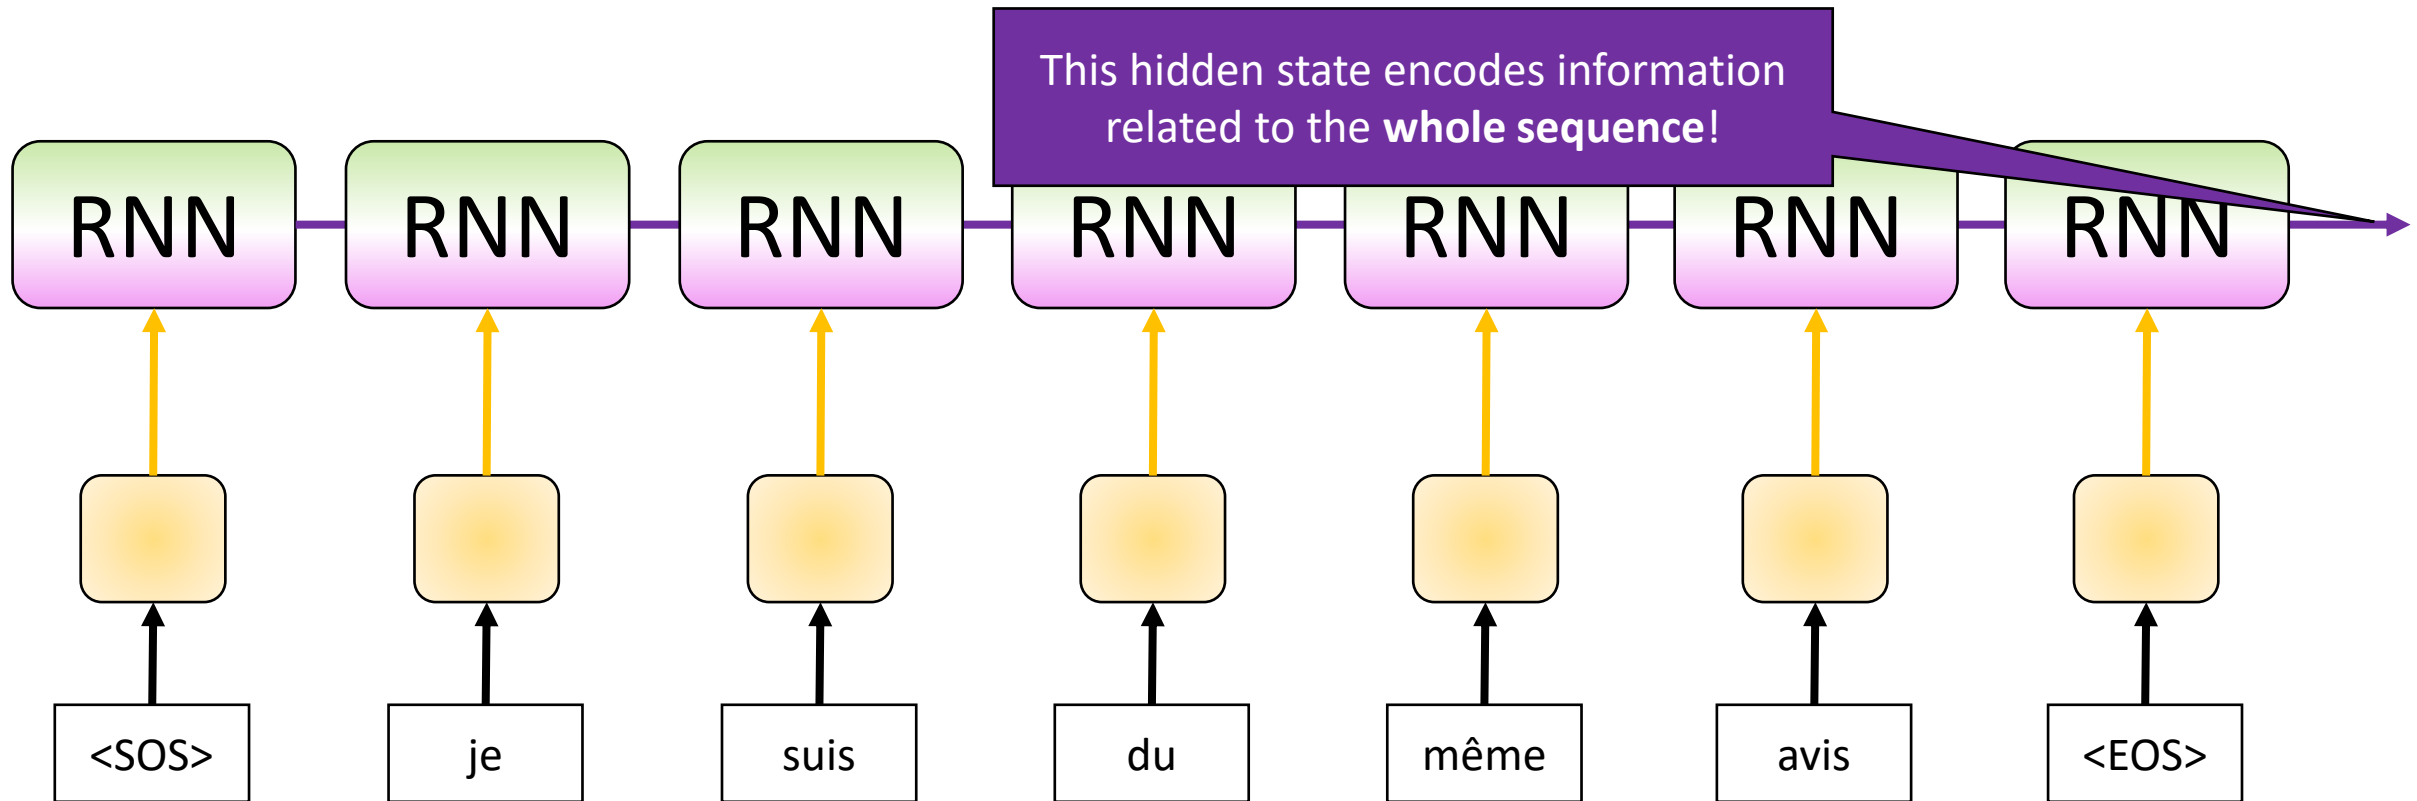 This hidden state encodes information
related to the whole sequence!
RNN RNN RNN RNN RNN RNN RNN
<SOS> je suis du même avis <EOS>